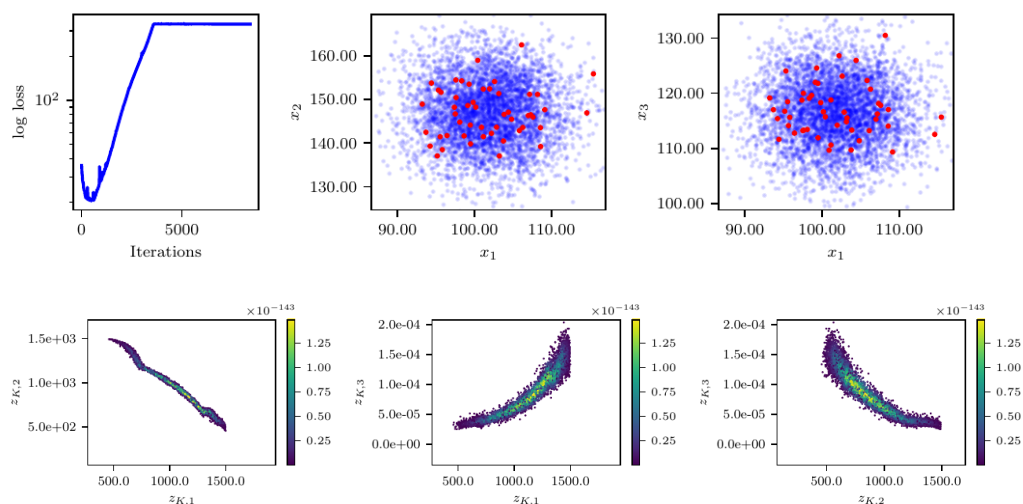 10²
log loss
0
5000
Iterations
160.00
150.00
140.00
130.00
x₂
90.00
100.00
110.00
x₁
130.00
120.00
110.00
100.00
x₃
90.00
100.00
110.00
x₁
×10⁻¹⁴³
1.5e+03
1.0e+03
5.0e+02
z_{K,2}
500.0
1000.0
1500.0
z_{K,1}
1.25
1.00
0.75
0.50
0.25
×10⁻¹⁴³
2.0e-04
1.5e-04
1.0e-04
5.0e-05
0.0e+00
z_{K,3}
500.0
1000.0
1500.0
z_{K,1}
1.25
1.00
0.75
0.50
0.25
×10⁻¹⁴³
2.0e-04
1.5e-04
1.0e-04
5.0e-05
0.0e+00
z_{K,3}
500.0
1000.0
1500.0
z_{K,2}
1.25
1.00
0.75
0.50
0.25